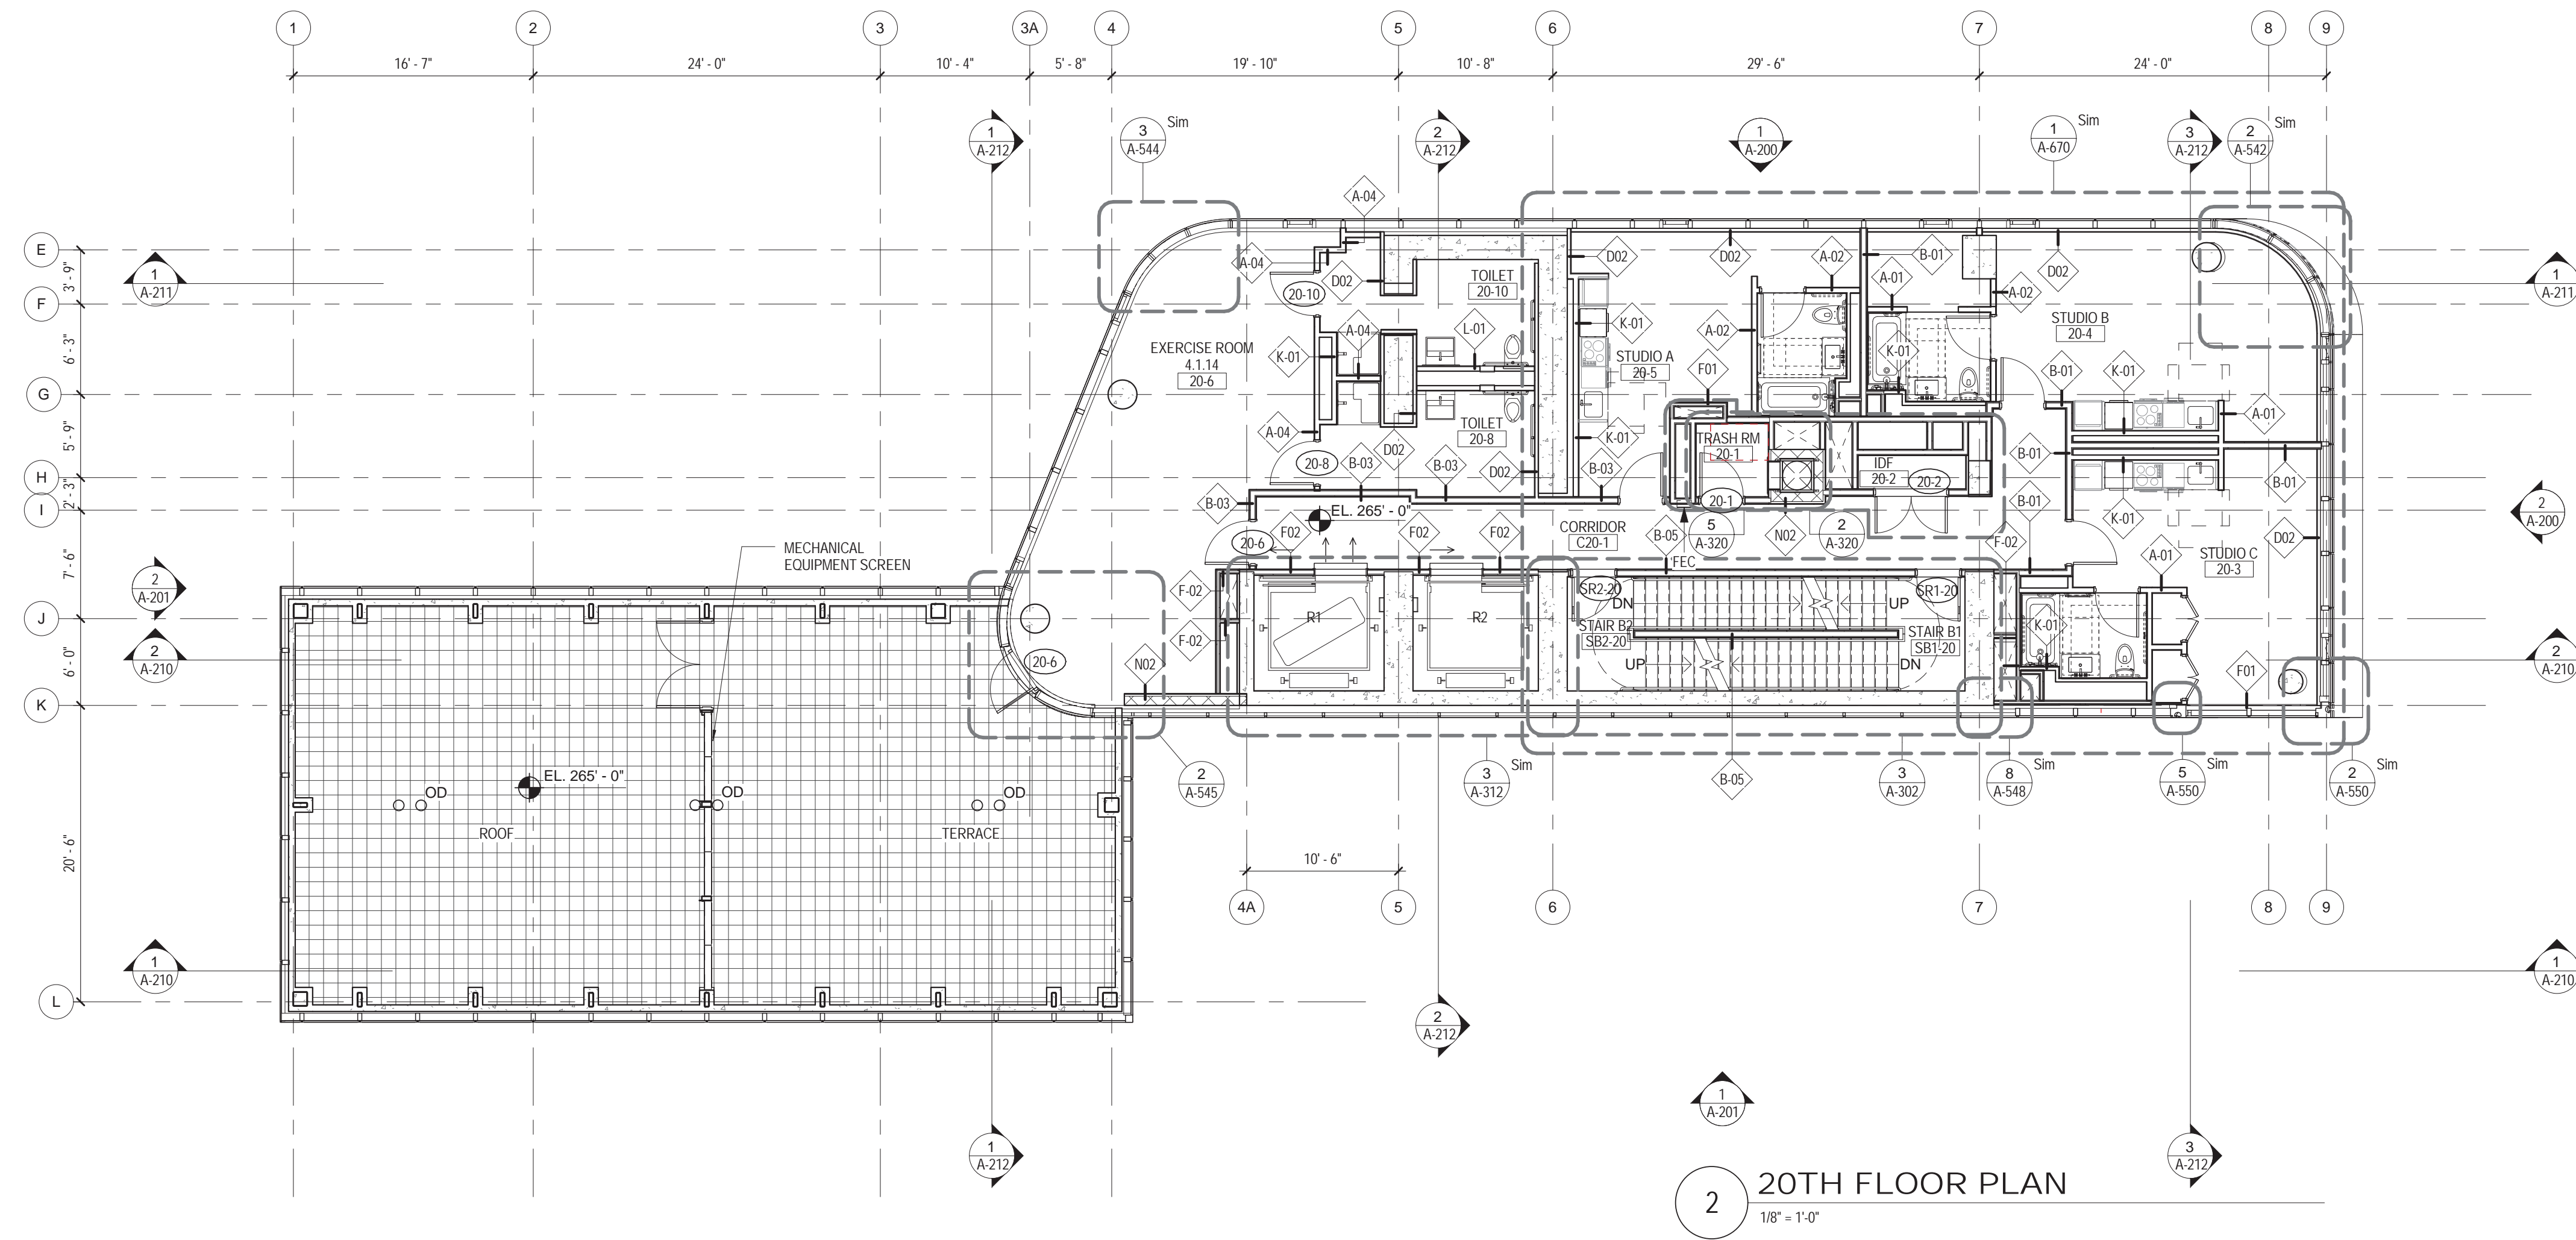 1
2
3
3A
4
5
6
7
8
9
16' - 7"
24' - 0"
10' - 4"
5' - 8"
19' - 10"
10' - 8"
29' - 6"
24' - 0"
1
A-212
3
A-544
Sim
2
A-212
1
A-200
1
A-670
Sim
3
A-212
2
A-542
Sim
E
F
G
H
I
J
K
L
3' - 9"
6' - 3"
5' - 9"
2' - 3"
7' - 6"
6' - 0"
20' - 6"
1
A-211
2
A-201
2
A-210
1
A-210
1
A-211
2
A-200
2
A-210
1
A-210
A-04
A-04
D02
20-10
TOILET
20-10
D02
D02
A-02
B-01
A-01
A-02
D02
EXERCISE ROOM
4.1.14
20-6
K-01
A-04
L-01
K-01
STUDIO A
20-5
A-02
F01
K-01
STUDIO B
20-4
B-01
K-01
A-01
A-04
20-8
D02
B-03
TOILET
20-8
B-03
D02
K-01
B-03
TRASH RM
20-1
20-1
IDF
20-2
20-2
B-01
B-01
K-01
B-01
B-03
EL. 265' - 0"
20-6
F02
F02
F02
CORRIDOR
C20-1
B-05
5
A-320
FEC
N02
2
A-320
F-02
A-01
STUDIO C
20-3
D02
MECHANICAL
EQUIPMENT SCREEN
F-02
F-02
R1
R2
SR2-20
DN
UP
SR1-20
STAIR B2
SB2-20
UP
STAIR B1
SB1-20
DN
K-01
F01
20-6
N02
EL. 265' - 0"
OD
OD
OD
ROOF
TERRACE
2
A-545
3
A-312
Sim
B-05
3
A-302
8
A-548
Sim
5
A-550
Sim
2
A-550
Sim
10' - 6"
4A
5
6
7
8
9
2
A-212
1
A-212
1
A-201
3
A-212
2
20TH FLOOR PLAN
1/8" = 1'-0"